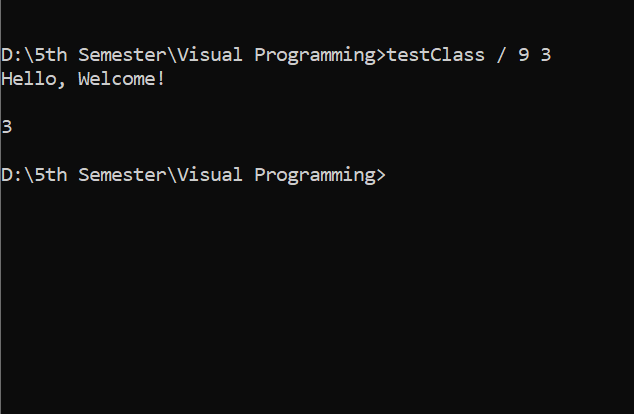 D:\5th Semester\Visual Programming>testClass / 9 3
Hello, Welcome!
3
D:\5th Semester\Visual Programming>